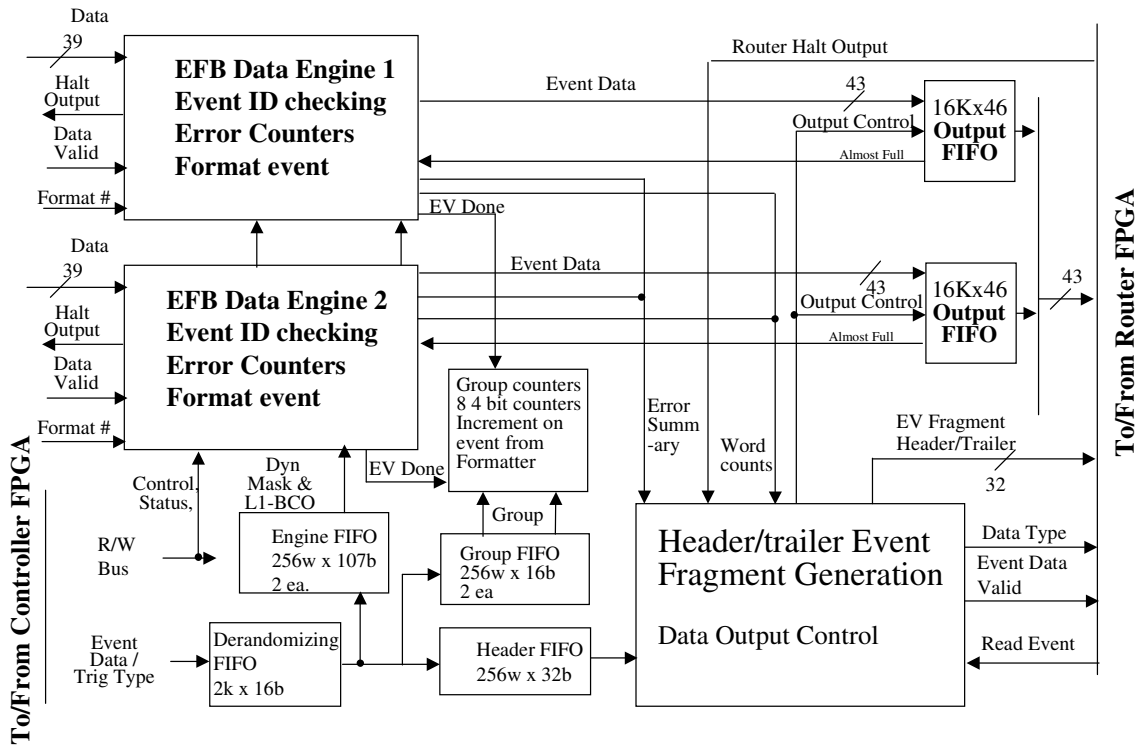 Data
39
Halt
Output
Data
Valid
Format #
EFB Data Engine 1
Event ID checking
Error Counters
Format event
Event Data
43
Router Halt Output
Output Control
Almost Full
16Kx46
Output
FIFO
EV Done
Data
39
Halt
Output
Data
Valid
Format #
EFB Data Engine 2
Event ID checking
Error Counters
Format event
Event Data
43
Output Control
Almost Full
16Kx46
Output
FIFO
43
To/From Router FPGA
Group counters
8 4 bit counters
Increment on
event from
Formatter
Error
Summ
-ary
Word
counts
EV Fragment
Header/Trailer
32
To/From Controller FPGA
Control,
Status,
Dyn
Mask &
L1-BCO
EV Done
Group
R/W
Bus
Engine FIFO
256w x 107b
2 ea.
Group FIFO
256w x 16b
2 ea
Header/trailer Event
Fragment Generation
Data Output Control
Data Type
Event Data
Valid
Read Event
Event
Data /
Trig Type
Derandomizing
FIFO
2k x 16b
Header FIFO
256w x 32b